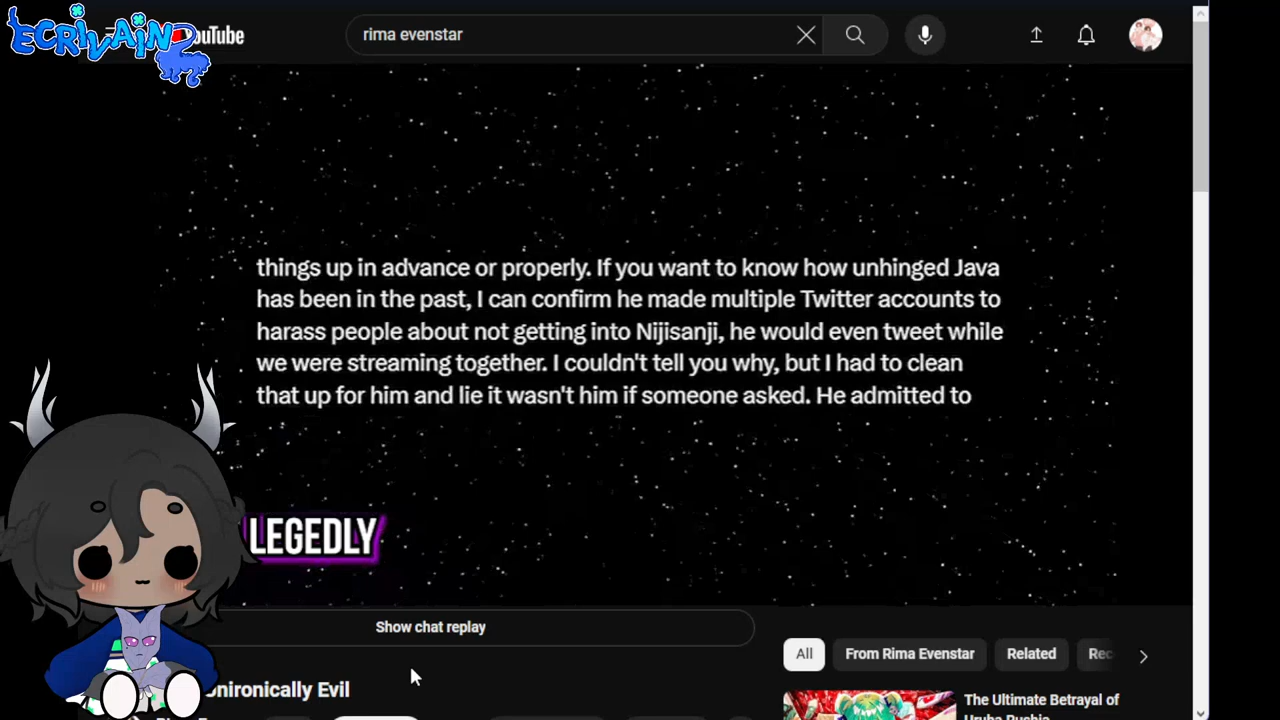 ECRIVAIN
YouTube
rima evenstar
things up in advance or properly. If you want to know how unhinged Java
has been in the past, I can confirm he made multiple Twitter accounts to
harass people about not getting into Nijisanji, he would even tweet while
we were streaming together. I couldn't tell you why, but I had to clean
that up for him and lie it wasn't him if someone asked. He admitted to
LEGEDLY
Show chat replay
Unironically Evil
All
From Rima Evenstar
Related
Rec
The Ultimate Betrayal of